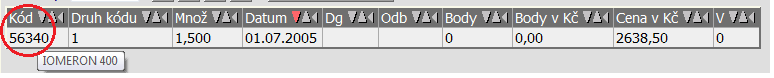 Kód Druh kódu Množ Datum Dg Odb Body Body v Kč Cena v Kč V
56340 1 1,500 01.07.2005 0 0,00 2638,50 0
IOMERON 400